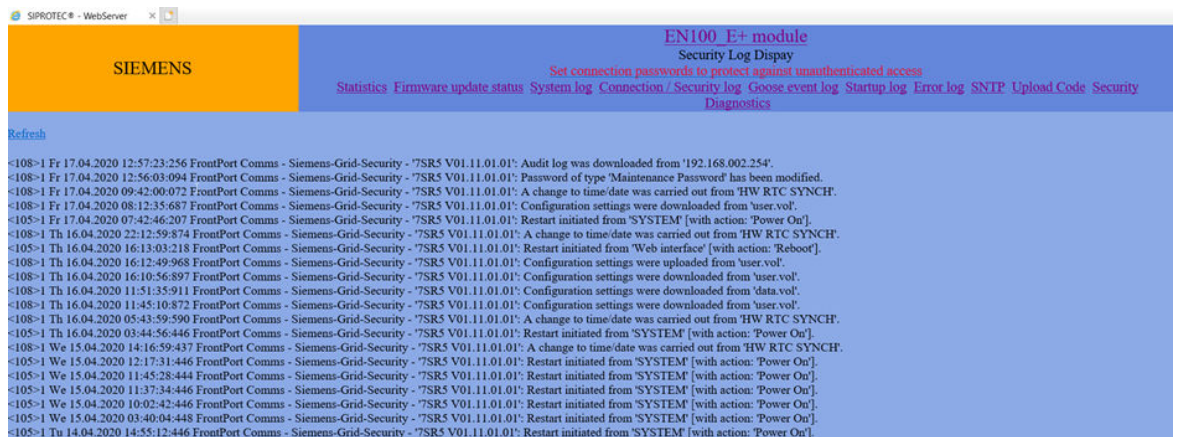 SIPROTEC® - WebServer
SIEMENS
EN100_E+ module
Security Log Dispay
Set connection passwords to protect against unauthenticated access
Statistics Firmware update status System log Connection / Security log Goose event log Startup log Error log SNTP Upload Code Security
Diagnostics
Refresh
<108>1 Fr 17.04.2020 12:57:23:256 FrontPort Comms - Siemens-Grid-Security - '7SR5 V01.11.01.01': Audit log was downloaded from '192.168.002.254'.
<108>1 Fr 17.04.2020 12:56:03:094 FrontPort Comms - Siemens-Grid-Security - '7SR5 V01.11.01.01': Password of type 'Maintenance Password' has been modified.
<108>1 Fr 17.04.2020 09:42:00:072 FrontPort Comms - Siemens-Grid-Security - '7SR5 V01.11.01.01': A change to time/date was carried out from 'HW RTC SYNCH'.
<108>1 Fr 17.04.2020 08:12:35:687 FrontPort Comms - Siemens-Grid-Security - '7SR5 V01.11.01.01': Configuration settings were downloaded from 'user.vol'.
<105>1 Fr 17.04.2020 07:42:46:207 FrontPort Comms - Siemens-Grid-Security - '7SR5 V01.11.01.01': Restart initiated from 'SYSTEM' [with action: 'Power On'].
<108>1 Th 16.04.2020 22:12:59:874 FrontPort Comms - Siemens-Grid-Security - '7SR5 V01.11.01.01': A change to time/date was carried out from 'HW RTC SYNCH'.
<105>1 Th 16.04.2020 16:13:03:218 FrontPort Comms - Siemens-Grid-Security - '7SR5 V01.11.01.01': Restart initiated from 'Web interface' [with action: 'Reboot'].
<108>1 Th 16.04.2020 16:12:49:968 FrontPort Comms - Siemens-Grid-Security - '7SR5 V01.11.01.01': Configuration settings were uploaded from 'user.vol'.
<108>1 Th 16.04.2020 16:10:56:897 FrontPort Comms - Siemens-Grid-Security - '7SR5 V01.11.01.01': Configuration settings were downloaded from 'user.vol'.
<108>1 Th 16.04.2020 11:51:35:911 FrontPort Comms - Siemens-Grid-Security - '7SR5 V01.11.01.01': Configuration settings were downloaded from 'data.vol'.
<108>1 Th 16.04.2020 11:45:10:872 FrontPort Comms - Siemens-Grid-Security - '7SR5 V01.11.01.01': Configuration settings were downloaded from 'user.vol'.
<108>1 Th 16.04.2020 05:43:59:590 FrontPort Comms - Siemens-Grid-Security - '7SR5 V01.11.01.01': A change to time/date was carried out from 'HW RTC SYNCH'.
<105>1 Th 16.04.2020 03:44:56:446 FrontPort Comms - Siemens-Grid-Security - '7SR5 V01.11.01.01': Restart initiated from 'SYSTEM' [with action: 'Power On'].
<108>1 We 15.04.2020 14:16:59:437 FrontPort Comms - Siemens-Grid-Security - '7SR5 V01.11.01.01': A change to time/date was carried out from 'HW RTC SYNCH'.
<105>1 We 15.04.2020 12:17:31:446 FrontPort Comms - Siemens-Grid-Security - '7SR5 V01.11.01.01': Restart initiated from 'SYSTEM' [with action: 'Power On'].
<105>1 We 15.04.2020 11:45:28:444 FrontPort Comms - Siemens-Grid-Security - '7SR5 V01.11.01.01': Restart initiated from 'SYSTEM' [with action: 'Power On'].
<105>1 We 15.04.2020 11:37:34:446 FrontPort Comms - Siemens-Grid-Security - '7SR5 V01.11.01.01': Restart initiated from 'SYSTEM' [with action: 'Power On'].
<105>1 We 15.04.2020 10:02:42:446 FrontPort Comms - Siemens-Grid-Security - '7SR5 V01.11.01.01': Restart initiated from 'SYSTEM' [with action: 'Power On'].
<105>1 We 15.04.2020 03:40:04:448 FrontPort Comms - Siemens-Grid-Security - '7SR5 V01.11.01.01': Restart initiated from 'SYSTEM' [with action: 'Power On'].
<105>1 Tu 14.04.2020 14:55:12:446 FrontPort Comms - Siemens-Grid-Security - '7SR5 V01.11.01.01': Restart initiated from 'SYSTEM' [with action: 'Power On'].